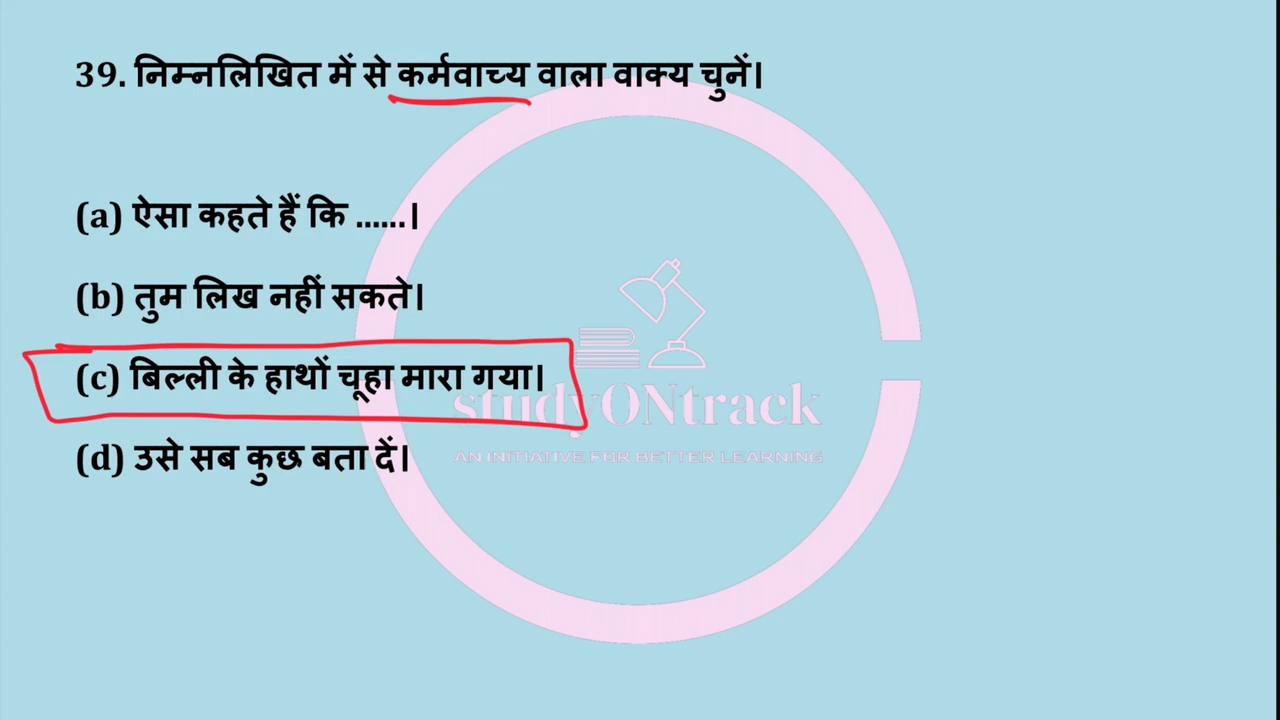 39. निम्नलिखित में से कर्मवाच्य वाला वाक्य चुनें।
(a) ऐसा कहते हैं कि ......।
(b) तुम लिख नहीं सकते।
(c) बिल्ली के हाथों चूहा मारा गया।
(d) उसे सब कुछ बता दें।
studyONtrack
AN INITIATIVE FOR BETTER LEARNING